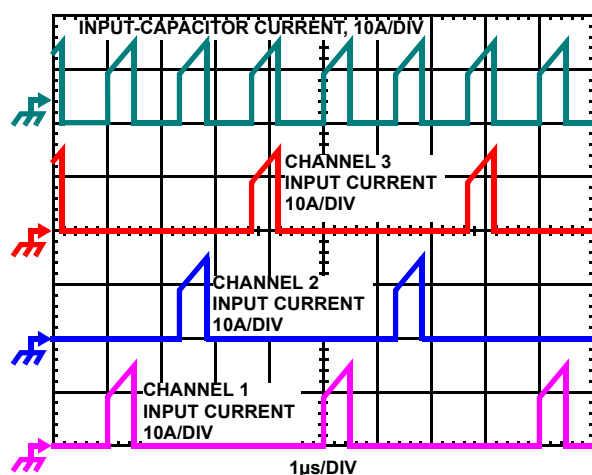 INPUT-CAPACITOR CURRENT, 10A/DIV
CHANNEL 3
INPUT CURRENT
10A/DIV
CHANNEL 2
INPUT CURRENT
10A/DIV
CHANNEL 1
INPUT CURRENT
10A/DIV
1µs/DIV